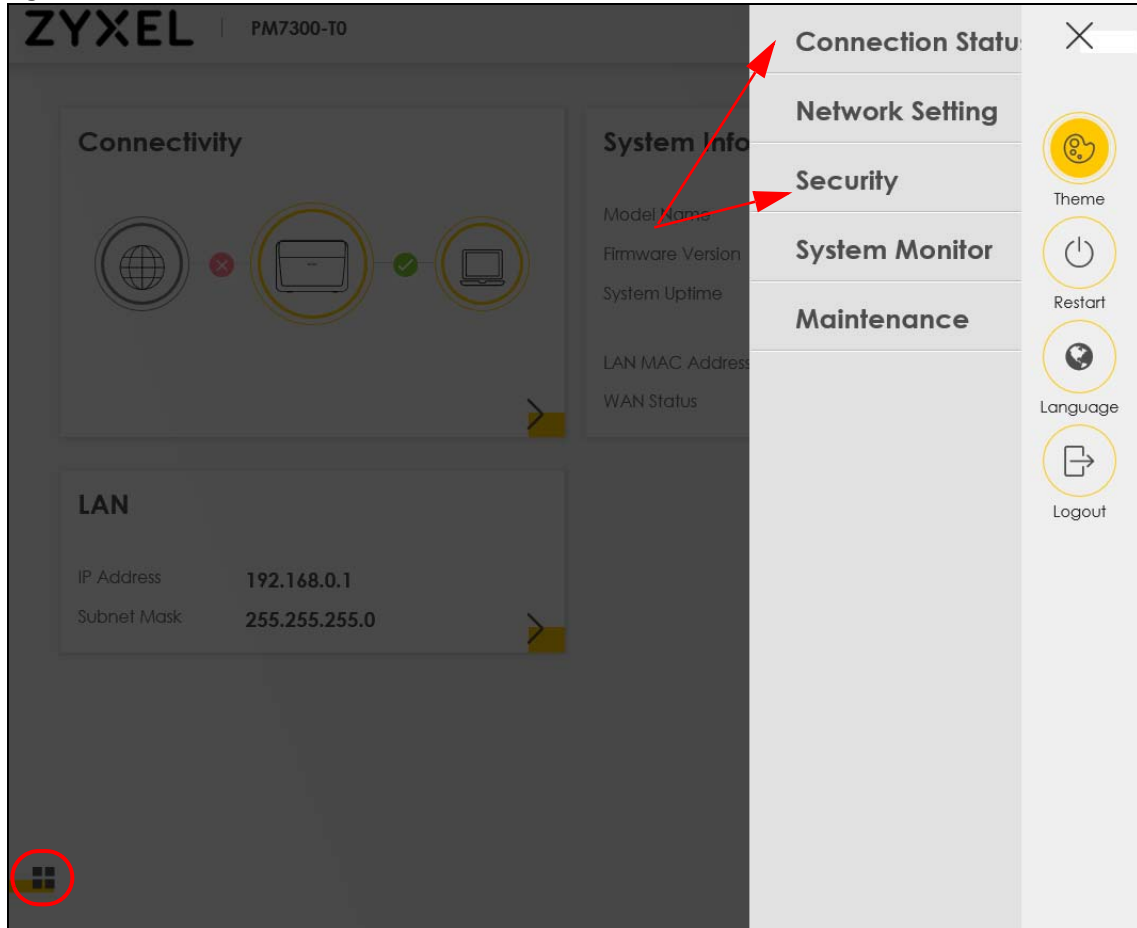 ZYXEL
PM7300-T0
Connectivity
System Info
Model Name
Firmware Version
System Uptime
LAN MAC Address
WAN Status
LAN
IP Address 192.168.0.1
Subnet Mask 255.255.255.0
Connection Statu
Network Setting
Security
System Monitor
Maintenance
Theme
Restart
Language
Logout